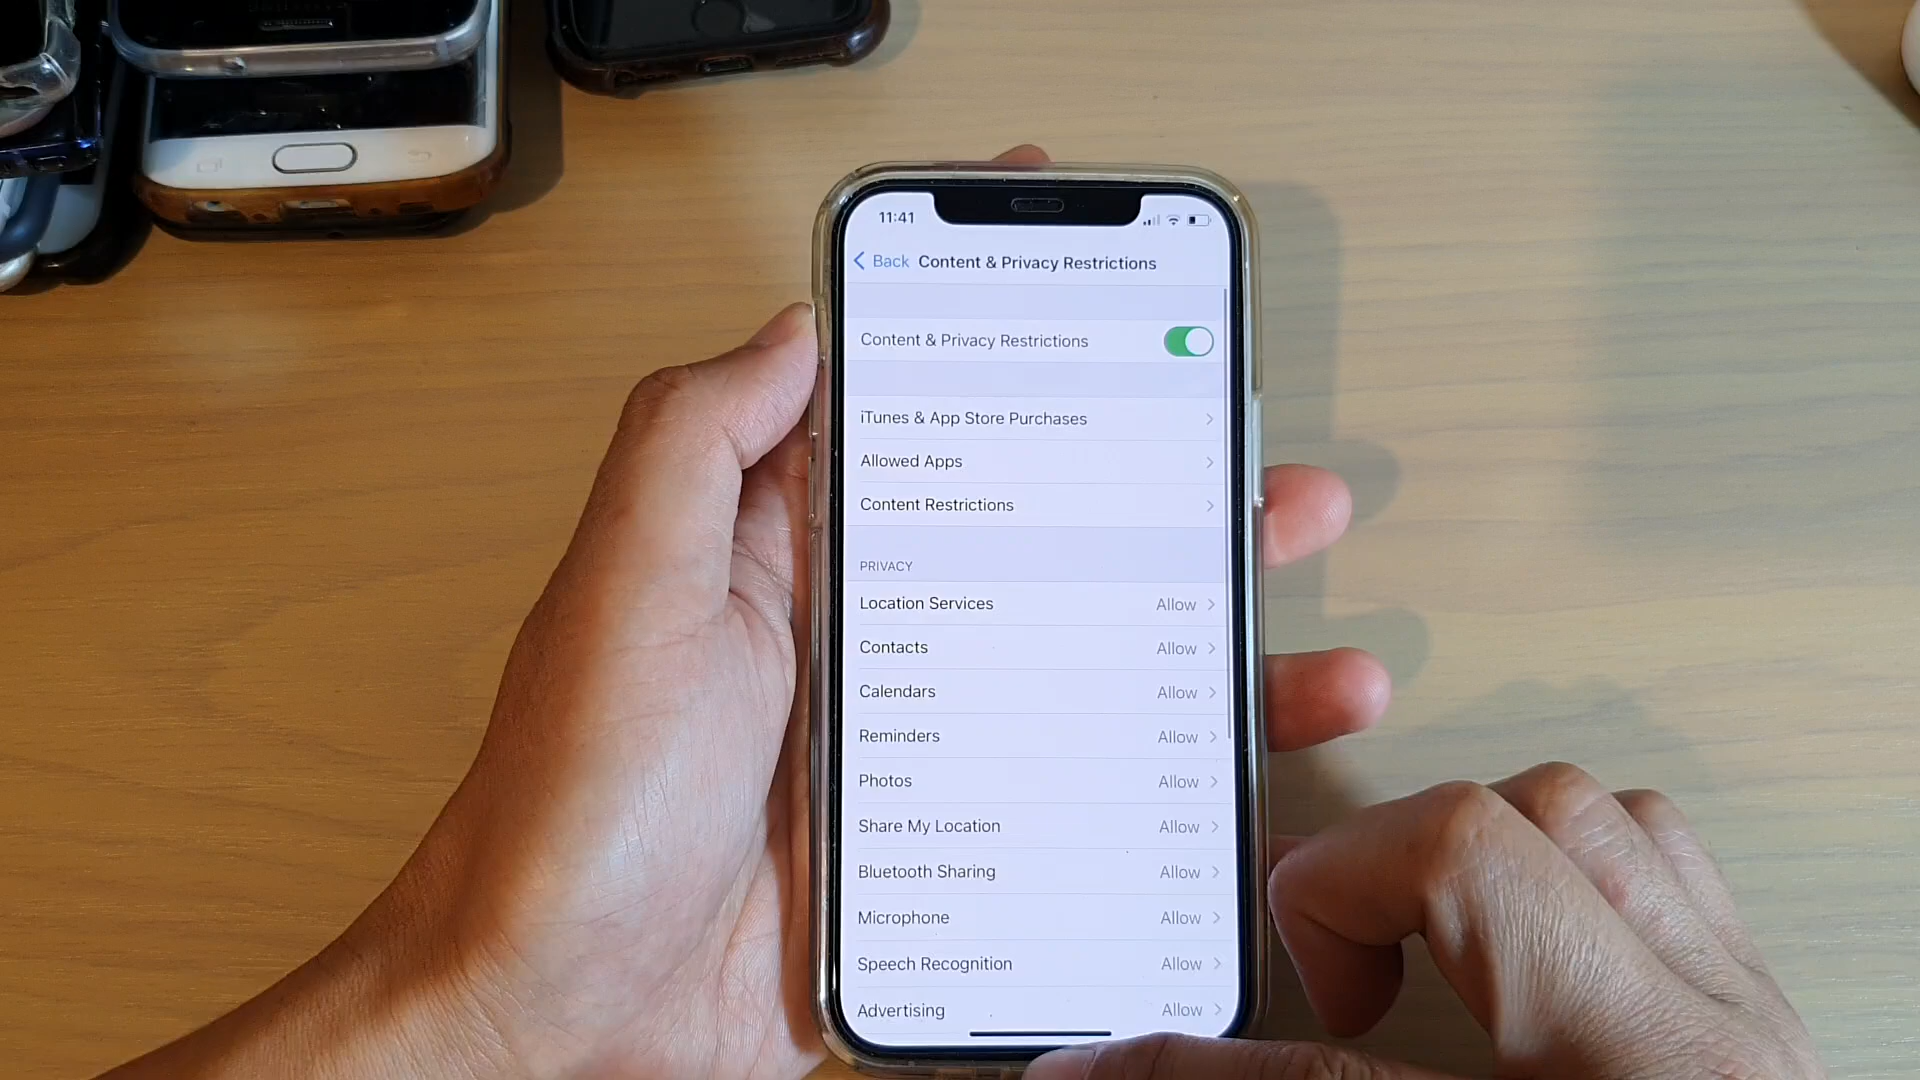 11:41
Back Content & Privacy Restrictions
Content & Privacy Restrictions
iTunes & App Store Purchases
Allowed Apps
Content Restrictions
PRIVACY
Location Services Allow
Contacts Allow
Calendars Allow
Reminders Allow
Photos Allow
Share My Location Allow
Bluetooth Sharing Allow
Microphone Allow
Speech Recognition Allow
Advertising Allow